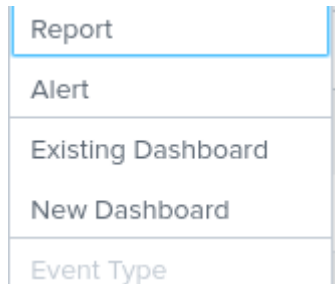 Report
Alert
Existing Dashboard
New Dashboard
Event Type